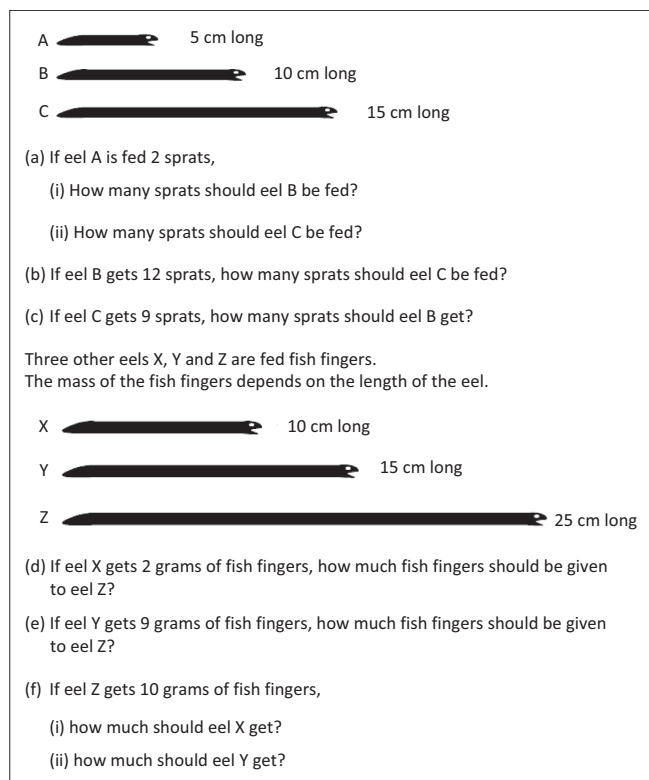 A 5 cm long
B 10 cm long
C 15 cm long
(a) If eel A is fed 2 sprats,
(i) How many sprats should eel B be fed?
(ii) How many sprats should eel C be fed?
(b) If eel B gets 12 sprats, how many sprats should eel C be fed?
(c) If eel C gets 9 sprats, how many sprats should eel B get?
Three other eels X, Y and Z are fed fish fingers.
The mass of the fish fingers depends on the length of the eel.
X 10 cm long
Y 15 cm long
Z 25 cm long
(d) If eel X gets 2 grams of fish fingers, how much fish fingers should be given
to eel Z?
(e) If eel Y gets 9 grams of fish fingers, how much fish fingers should be given
to eel Z?
(f) If eel Z gets 10 grams of fish fingers,
(i) how much should eel X get?
(ii) how much should eel Y get?